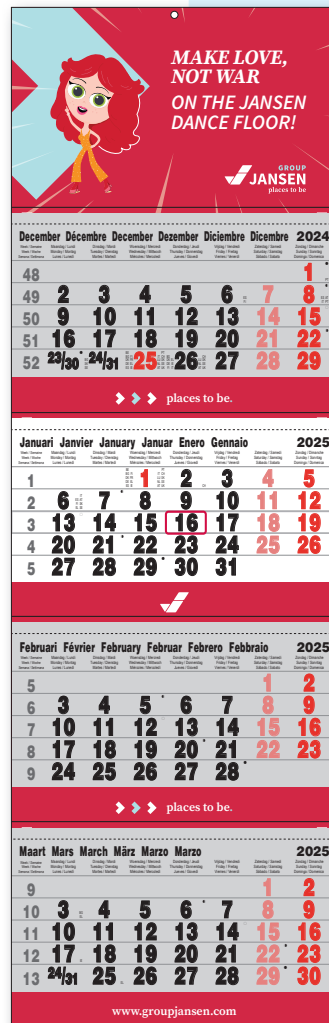 MAKE LOVE,
NOT WAR
ON THE JANSEN
DANCE FLOOR!
GROUP
JANSEN
places to be
December Décembre December Dezember Diciembre Dicembre 2024
48 1
49 2 3 4 5 6 7 8
50 9 10 11 12 13 14 15
51 16 17 18 19 20 21 22
52 23/30 24/31 25 26 27 28 29
places to be.
Januari Janvier January Januar Enero Gennaio 2025
1 1 2 3 4 5
2 6 7 8 9 10 11 12
3 13 14 15 16 17 18 19
4 20 21 22 23 24 25 26
5 27 28 29 30 31
Februari Février February Februar Febrero Febbraio 2025
5 1 2
6 3 4 5 6 7 8 9
7 10 11 12 13 14 15 16
8 17 18 19 20 21 22 23
9 24 25 26 27 28
places to be.
Maart Mars March März Marzo Marzo 2025
9 1 2
10 3 4 5 6 7 8 9
11 10 11 12 13 14 15 16
12 17 18 19 20 21 22 23
13 24/31 25 26 27 28 29 30
www.groupjansen.com